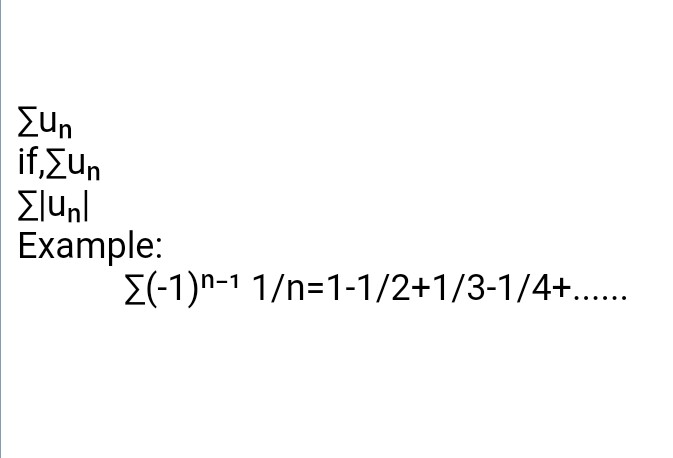 ∑uₙ
if,∑uₙ
∑|uₙ|
Example:
∑(-1)ⁿ⁻¹ 1/n=1-1/2+1/3-1/4+......